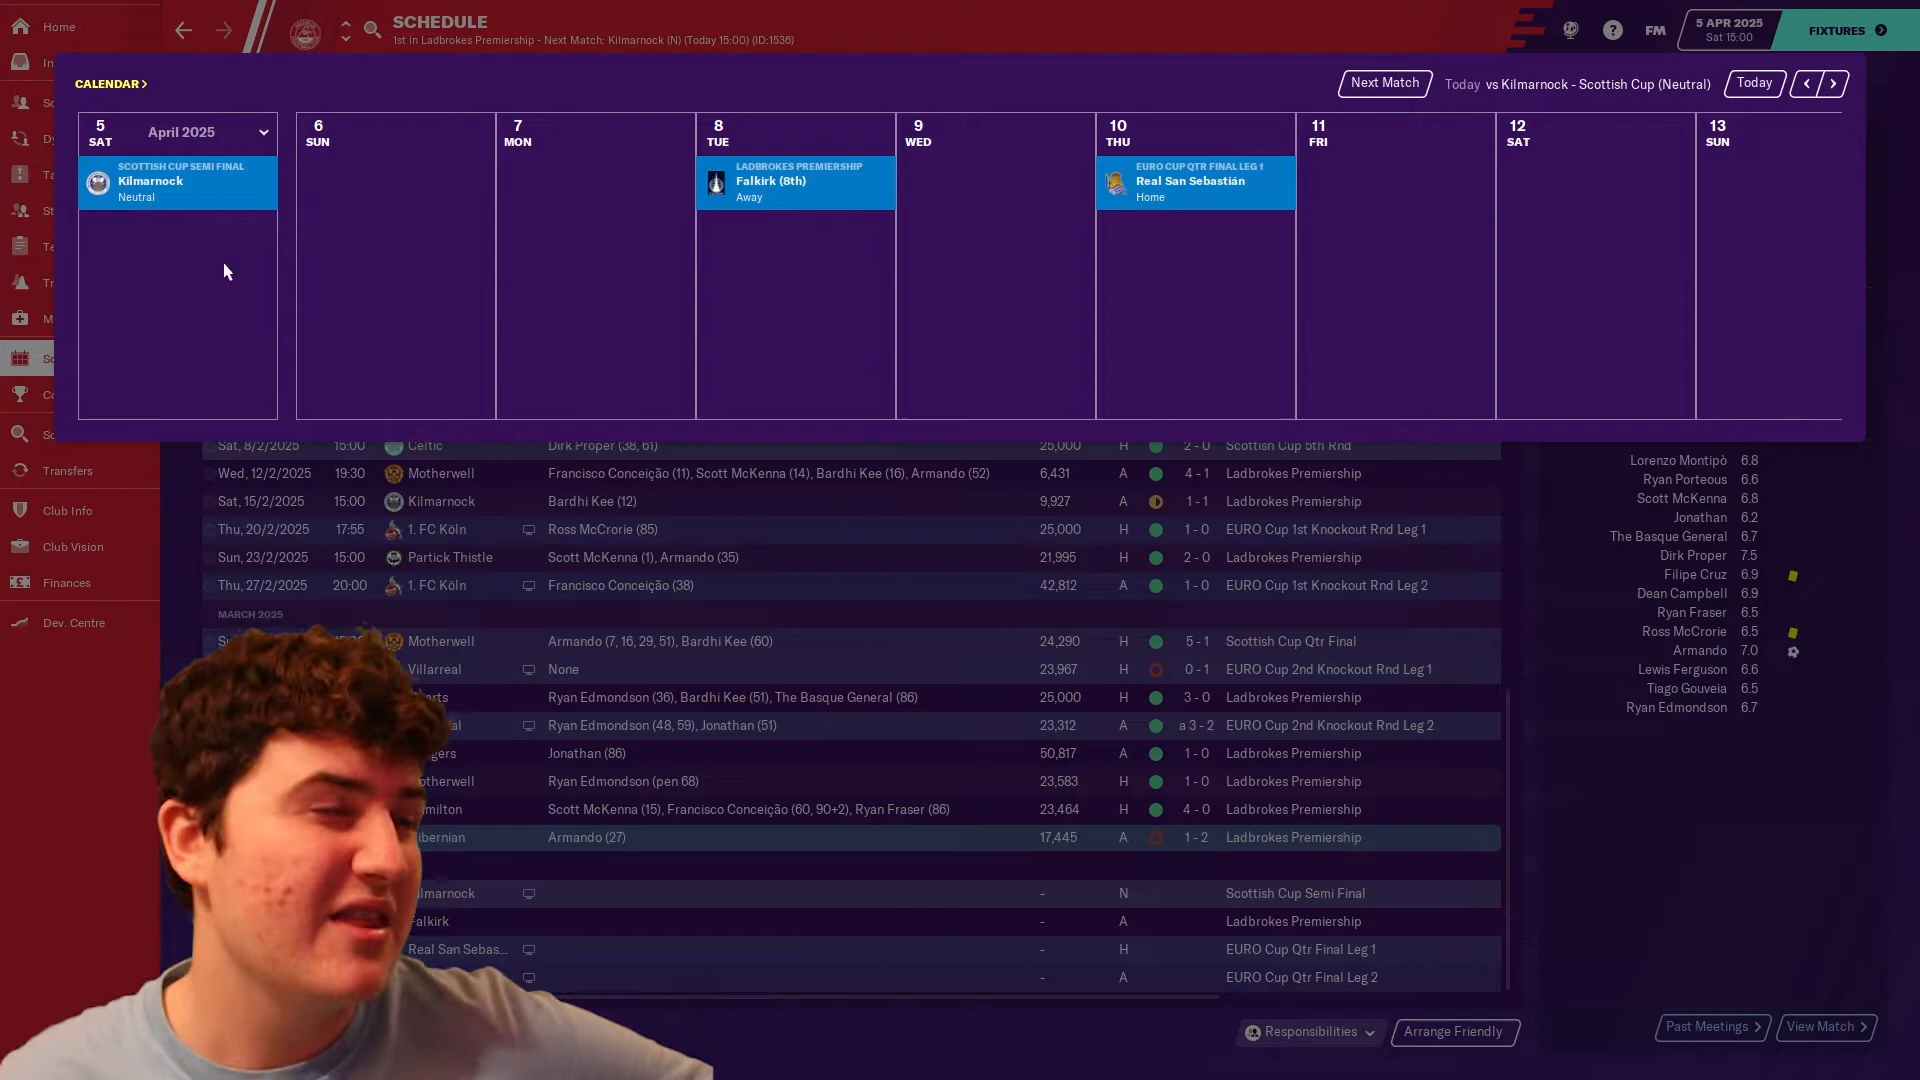 Home
SCHEDULE
1st in Ladbrokes Premiership - Next Match: Kilmarnock (N) (Today 15:00) (ID:1536)
FM
5 APR 2025
Sat 15:00
FIXTURES
CALENDAR
Next Match
Today vs Kilmarnock - Scottish Cup (Neutral)
Today
5 SAT April 2025
6 SUN
7 MON
8 TUE
9 WED
10 THU
11 FRI
12 SAT
13 SUN
SCOTTISH CUP SEMI FINAL
Kilmarnock
Neutral
LADBROKES PREMIERSHIP
Falkirk (8th)
Away
EURO CUP QTR FINAL LEG 1
Real San Sebastián
Home
Transfers
Club Info
Club Vision
Finances
Dev. Centre
Sat, 8/2/2025 15:00 Celtic Dirk Proper (38, 61) 25,000 H 2 - 0 Scottish Cup 5th Rnd
Wed, 12/2/2025 19:30 Motherwell Francisco Conceição (11), Scott McKenna (14), Bardhi Kee (16), Armando (52) 6,431 A 4 - 1 Ladbrokes Premiership
Sat, 15/2/2025 15:00 Kilmarnock Bardhi Kee (12) 9,927 A 1 - 1 Ladbrokes Premiership
Thu, 20/2/2025 17:55 1. FC Köln Ross McCrorie (85) 25,000 H 1 - 0 EURO Cup 1st Knockout Rnd Leg 1
Sun, 23/2/2025 15:00 Partick Thistle Scott McKenna (1), Armando (35) 21,995 H 2 - 0 Ladbrokes Premiership
Thu, 27/2/2025 20:00 1. FC Köln Francisco Conceição (38) 42,812 A 1 - 0 EURO Cup 1st Knockout Rnd Leg 2
MARCH 2025
Motherwell Armando (7, 16, 29, 51), Bardhi Kee (60) 24,290 H 5 - 1 Scottish Cup Qtr Final
Villarreal None 23,967 H 0 - 1 EURO Cup 2nd Knockout Rnd Leg 1
arts Ryan Edmondson (36), Bardhi Kee (51), The Basque General (86) 25,000 H 3 - 0 Ladbrokes Premiership
al Ryan Edmondson (48, 59), Jonathan (51) 23,312 A a 3 - 2 EURO Cup 2nd Knockout Rnd Leg 2
gers Jonathan (86) 50,817 A 1 - 0 Ladbrokes Premiership
otherwell Ryan Edmondson (pen 68) 23,583 H 1 - 0 Ladbrokes Premiership
milton Scott McKenna (15), Francisco Conceição (60, 90+2), Ryan Fraser (86) 23,464 H 4 - 0 Ladbrokes Premiership
ibernian Armando (27) 17,445 A 1 - 2 Ladbrokes Premiership
ilmarnock - N Scottish Cup Semi Final
Falkirk - A Ladbrokes Premiership
Real San Sebas... - H EURO Cup Qtr Final Leg 1
- A EURO Cup Qtr Final Leg 2
Lorenzo Montipò 6.8
Ryan Porteous 6.6
Scott McKenna 6.8
Jonathan 6.2
The Basque General 6.7
Dirk Proper 7.5
Filipe Cruz 6.9
Dean Campbell 6.9
Ryan Fraser 6.5
Ross McCrorie 6.5
Armando 7.0
Lewis Ferguson 6.6
Tiago Gouveia 6.5
Ryan Edmondson 6.7
Responsibilities
Arrange Friendly
Past Meetings
View Match